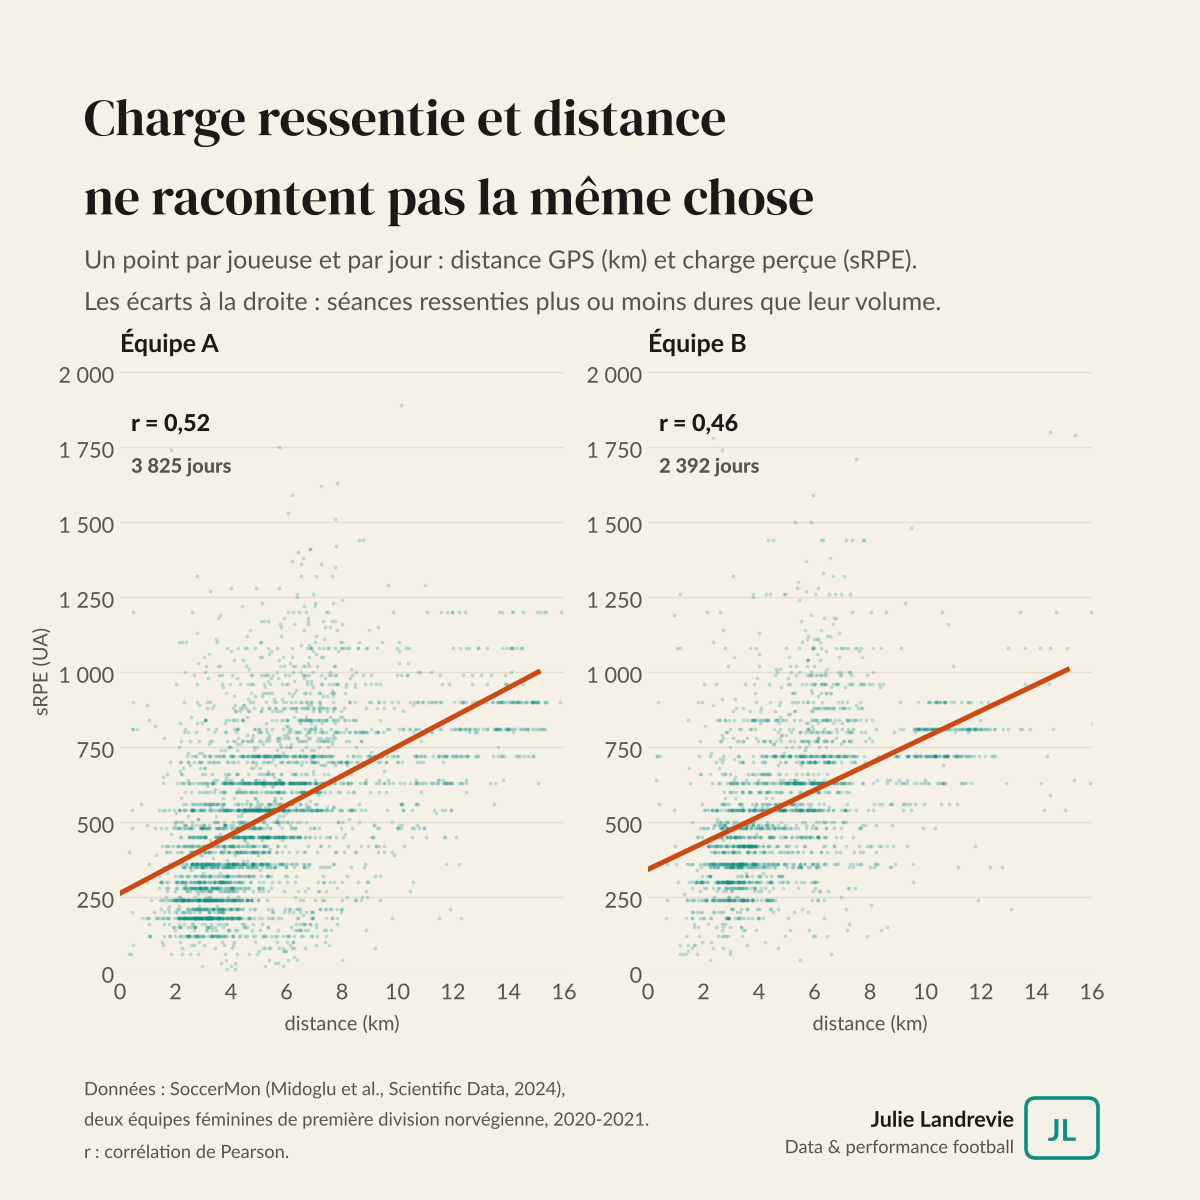 Charge ressentie et distance
ne racontent pas la même chose
Un point par joueuse et par jour : distance GPS (km) et charge perçue (sRPE).
Les écarts à la droite : séances ressenties plus ou moins dures que leur volume.
Équipe A
2 000
r = 0,52
1 750
3 825 jours
1 500
1 250
1 000
750
500
250
0
sRPE (UA)
0 2 4 6 8 10 12 14 16
distance (km)
Équipe B
2 000
r = 0,46
1 750
2 392 jours
1 500
1 250
1 000
750
500
250
0
0 2 4 6 8 10 12 14 16
distance (km)
Données : SoccerMon (Midoglu et al., Scientific Data, 2024),
deux équipes féminines de première division norvégienne, 2020-2021.
r : corrélation de Pearson.
Julie Landrevie
Data & performance football
JL